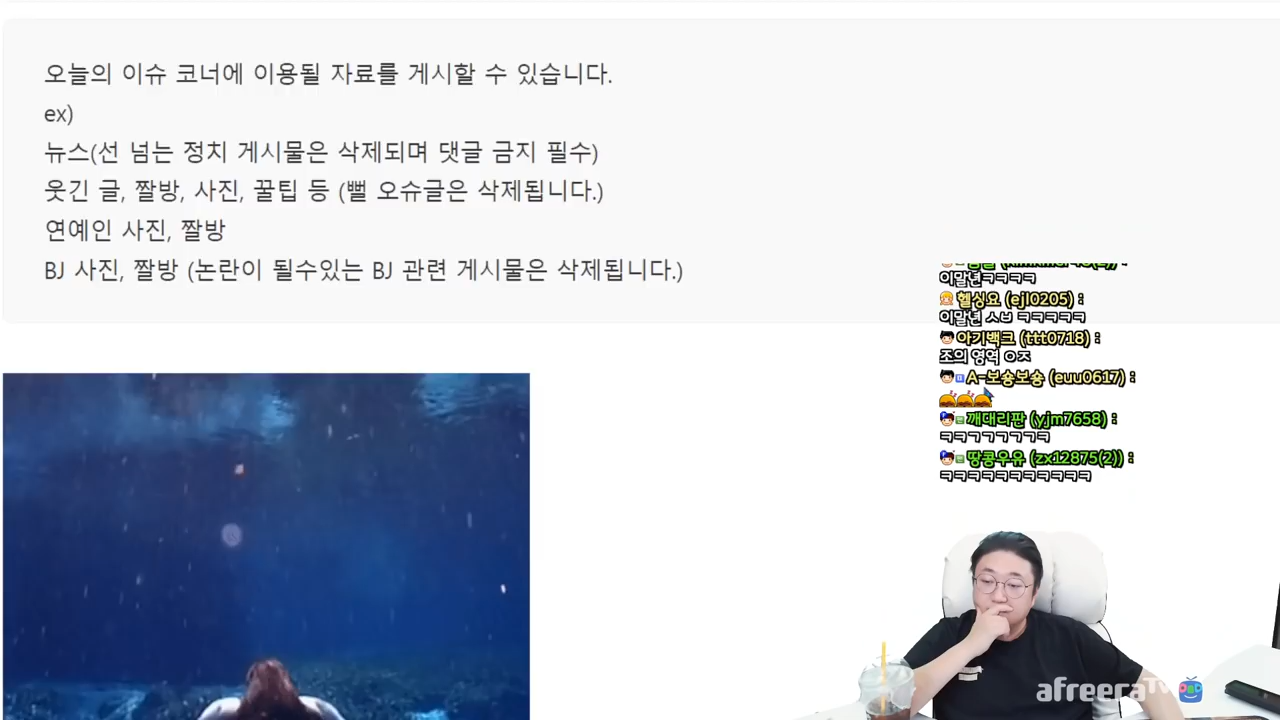 오늘의 이슈 코너에 이용될 자료를 게시할 수 있습니다.
ex)
뉴스(선 넘는 정치 게시물은 삭제되며 댓글 금지 필수)
웃긴 글, 짤방, 사진, 꿀팁 등 (뻘 오슈글은 삭제됩니다.)
연예인 사진, 짤방
BJ 사진, 짤방 (논란이 될수있는 BJ 관련 게시물은 삭제됩니다.)
이말년ㅋㅋㅋㅋ
헬싱요 (ejl0205) :
이말년 ㅅㅂ ㅋㅋㅋㅋㅋ
아기백크 (ttt0718) :
조의 영역 ㅇㅈ
A-보숑보숑 (euu0617) :
깨대리판 (yjm7658) :
ㅋㅋㄱㄱㄱㄱㄱㅋ
땅콩우유 (zx12875(2)) :
ㅋㅋㅋㅋㅋㅋㅋㅋㅋㅋㅋ
afreecaTV